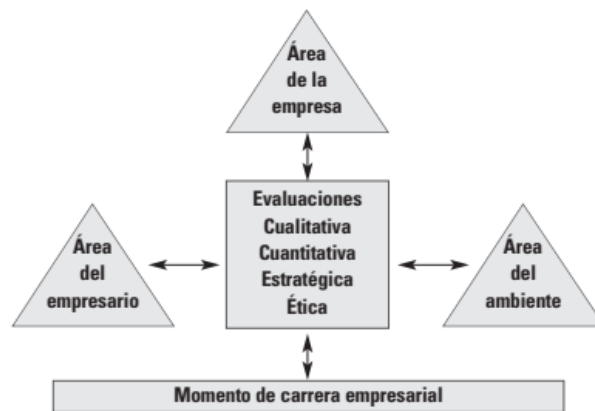 Área
de la
empresa
Evaluaciones
Cualitativa
Cuantitativa
Estratégica
Ética
Área
del
empresario
Área
del
ambiente
Momento de carrera empresarial